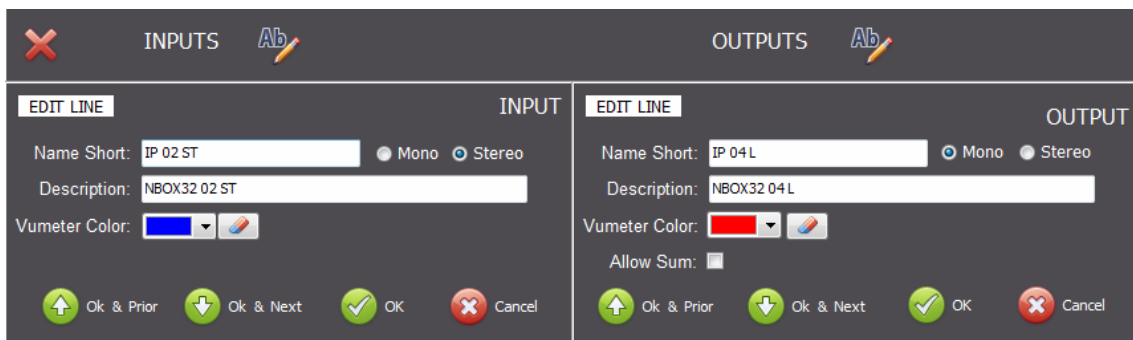 INPUTS Ab
OUTPUTS Ab
EDIT LINE
INPUT
Name Short: IP 02 ST Mono Stereo
Description: NBOX32 02 ST
Vumeter Color:
Ok & Prior Ok & Next OK Cancel
EDIT LINE
OUTPUT
Name Short: IP 04 L Mono Stereo
Description: NBOX32 04 L
Vumeter Color:
Allow Sum:
Ok & Prior Ok & Next OK Cancel